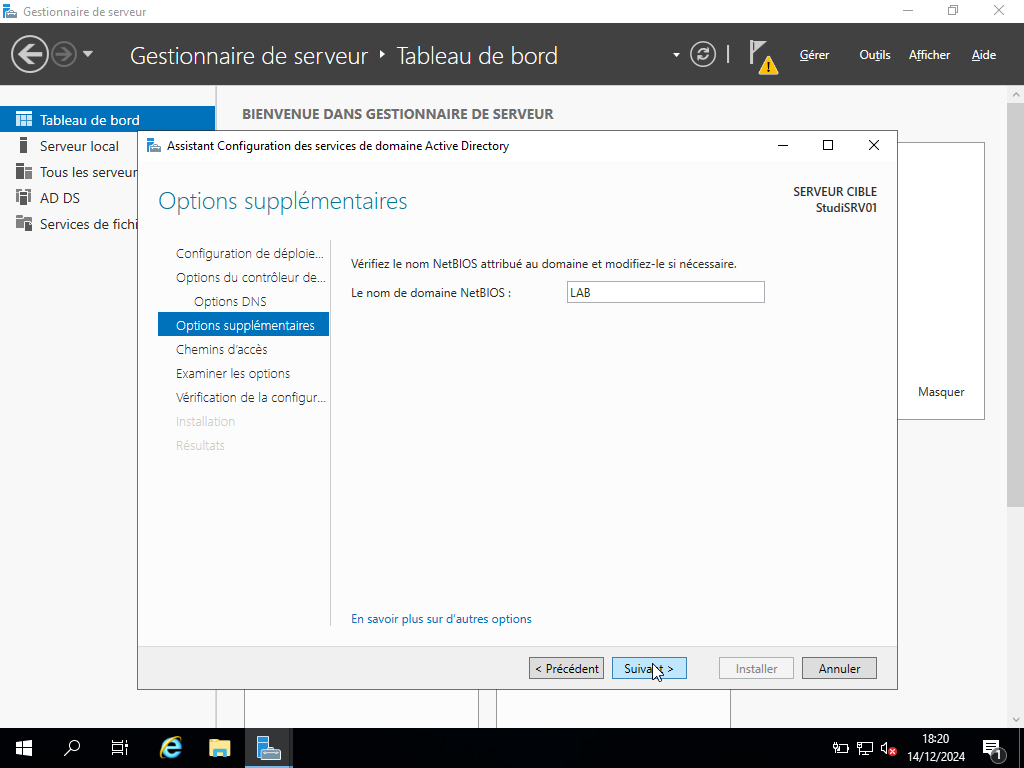 Gestionnaire de serveur
Gestionnaire de serveur ‣ Tableau de bord
Gérer Outils Afficher Aide
BIENVENUE DANS GESTIONNAIRE DE SERVEUR
Tableau de bord
Serveur local
Tous les serveur
AD DS
Services de fichi
Assistant Configuration des services de domaine Active Directory
Options supplémentaires
SERVEUR CIBLE
StudiSRV01
Configuration de déploie...
Options du contrôleur de...
Options DNS
Options supplémentaires
Chemins d'accès
Examiner les options
Vérification de la configur...
Installation
Résultats
Vérifiez le nom NetBIOS attribué au domaine et modifiez-le si nécessaire.
Le nom de domaine NetBIOS : LAB
En savoir plus sur d'autres options
Masquer
< Précédent Suivant > Installer Annuler
18:20
14/12/2024
1